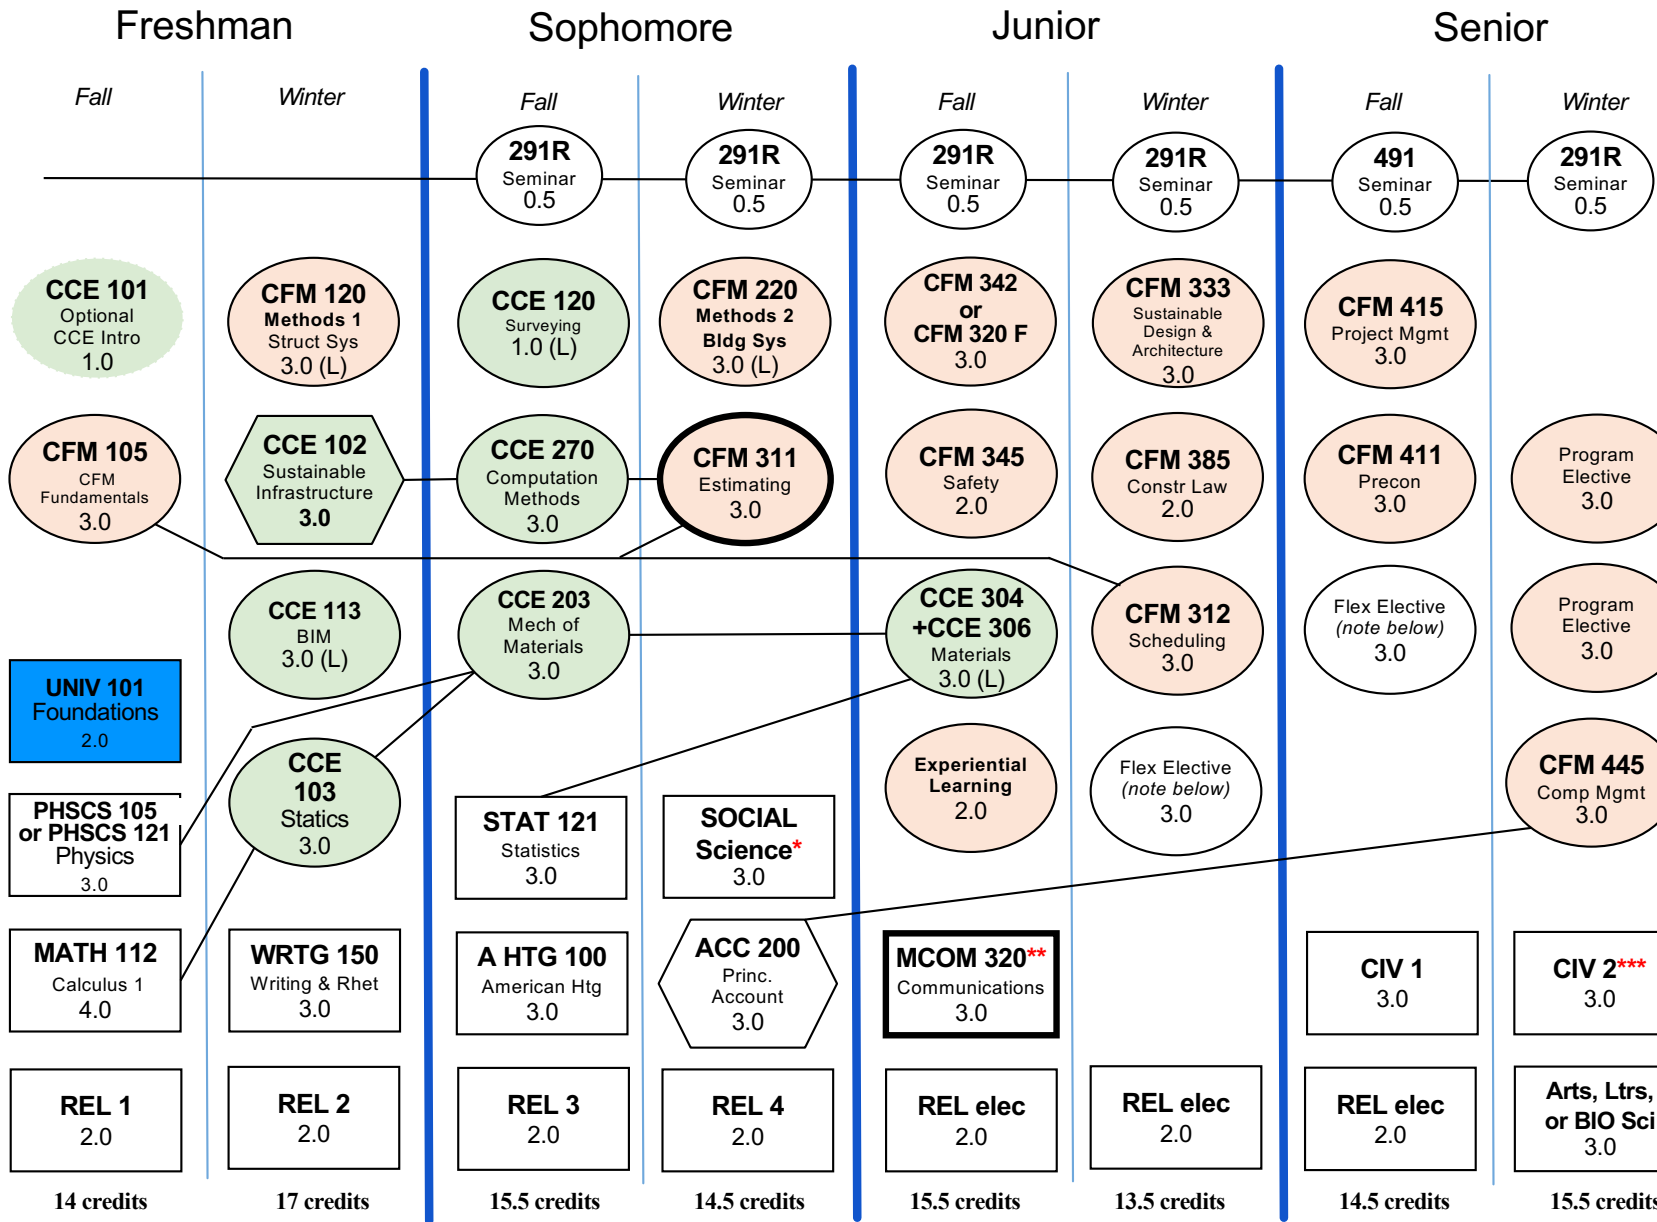 Freshman
Sophomore
Junior
Senior
Fall
Winter
Fall
Winter
Fall
Winter
Fall
Winter
291R
Seminar
0.5
291R
Seminar
0.5
291R
Seminar
0.5
291R
Seminar
0.5
491
Seminar
0.5
291R
Seminar
0.5
CCE 101
Optional
CCE Intro
1.0
CFM 120
Methods 1
Struct Sys
3.0 (L)
CCE 120
Surveying
1.0 (L)
CFM 220
Methods 2
Bldg Sys
3.0 (L)
CFM 342
or
CFM 320 F
3.0
CFM 333
Sustainable
Design &
Architecture
3.0
CFM 415
Project Mgmt
3.0
CFM 105
CFM
Fundamentals
3.0
CCE 102
Sustainable
Infrastructure
3.0
CCE 270
Computation
Methods
3.0
CFM 311
Estimating
3.0
CFM 345
Safety
2.0
CFM 385
Constr Law
2.0
CFM 411
Precon
3.0
Program
Elective
3.0
CCE 113
BIM
3.0 (L)
CCE 203
Mech of
Materials
3.0
CCE 304
+CCE 306
Materials
3.0 (L)
CFM 312
Scheduling
3.0
Flex Elective
(note below)
3.0
Program
Elective
3.0
UNIV 101
Foundations
2.0
CCE
103
Statics
3.0
Experiential
Learning
2.0
Flex Elective
(note below)
3.0
CFM 445
Comp Mgmt
3.0
PHSCS 105
or PHSCS 121
Physics
3.0
STAT 121
Statistics
3.0
SOCIAL
Science*
3.0
MATH 112
Calculus 1
4.0
WRTG 150
Writing & Rhet
3.0
A HTG 100
American Htg
3.0
ACC 200
Princ.
Account
3.0
MCOM 320**
Communications
3.0
CIV 1
3.0
CIV 2***
3.0
REL 1
2.0
REL 2
2.0
REL 3
2.0
REL 4
2.0
REL elec
2.0
REL elec
2.0
REL elec
2.0
Arts, Ltrs,
or BIO Sci
3.0
14 credits
17 credits
15.5 credits
14.5 credits
15.5 credits
13.5 credits
14.5 credits
15.5 credits